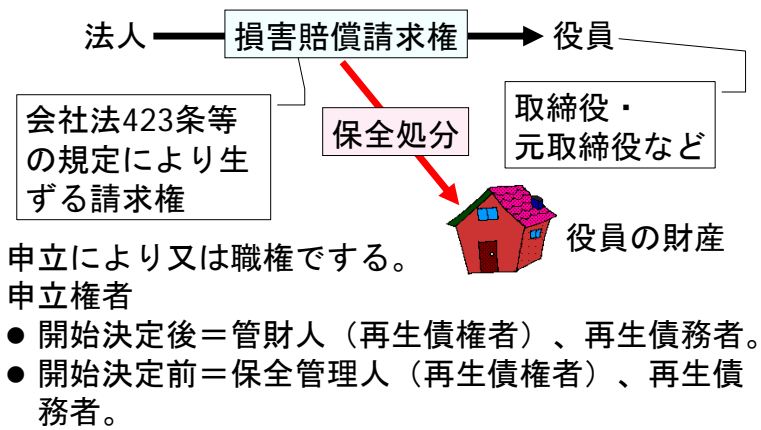 法人
損害賠償請求権
役員
会社法423条等
の規定により生
ずる請求権
保全処分
取締役・
元取締役など
役員の財産
申立により又は職権でする。
申立権者
● 開始決定後＝管財人（再生債権者）、再生債務者。
● 開始決定前＝保全管理人（再生債権者）、再生債
務者。